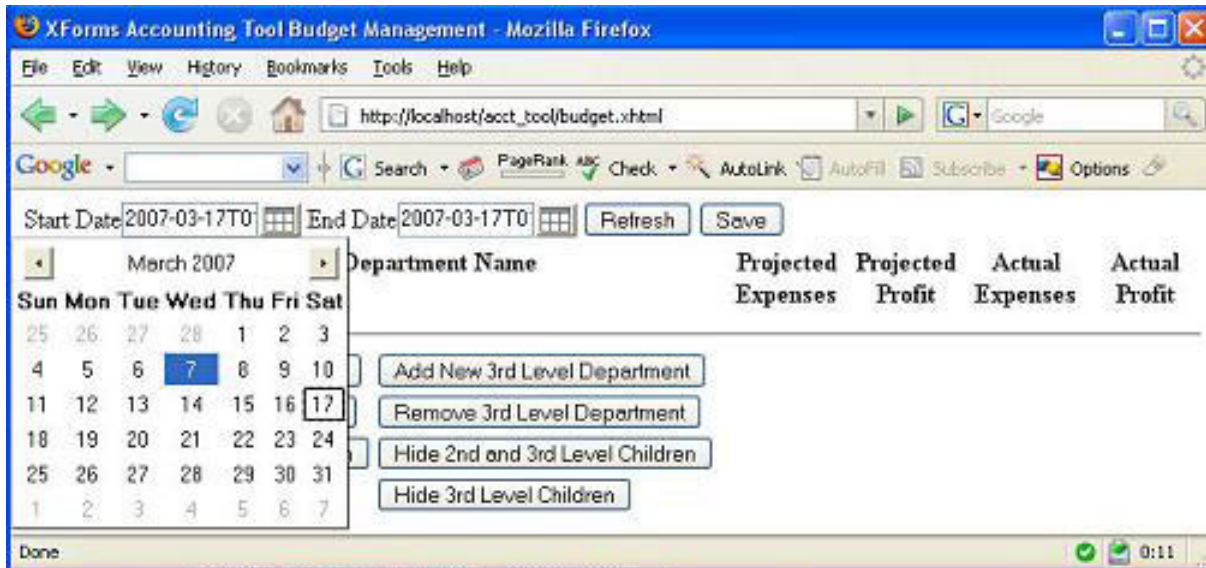 XForms Accounting Tool Budget Management - Mozilla Firefox
File Edit View History Bookmarks Tools Help
http://localhost/acct_tool/budget.xhtml G Google
Google G Search PageRank ABC Check AutoLink AutoFill Subscribe Options
Start Date 2007-03-17T0 End Date 2007-03-17T0 Refresh Save
March 2007 Department Name Projected Projected Actual Actual
Sun Mon Tue Wed Thu Fri Sat Expenses Profit Expenses Profit
25 26 27 28 1 2 3
4 5 6 7 8 9 10 Add New 3rd Level Department
11 12 13 14 15 16 17 Remove 3rd Level Department
18 19 20 21 22 23 24 Hide 2nd and 3rd Level Children
25 26 27 28 29 30 31 Hide 3rd Level Children
1 2 3 4 5 6 7
Done 0:11